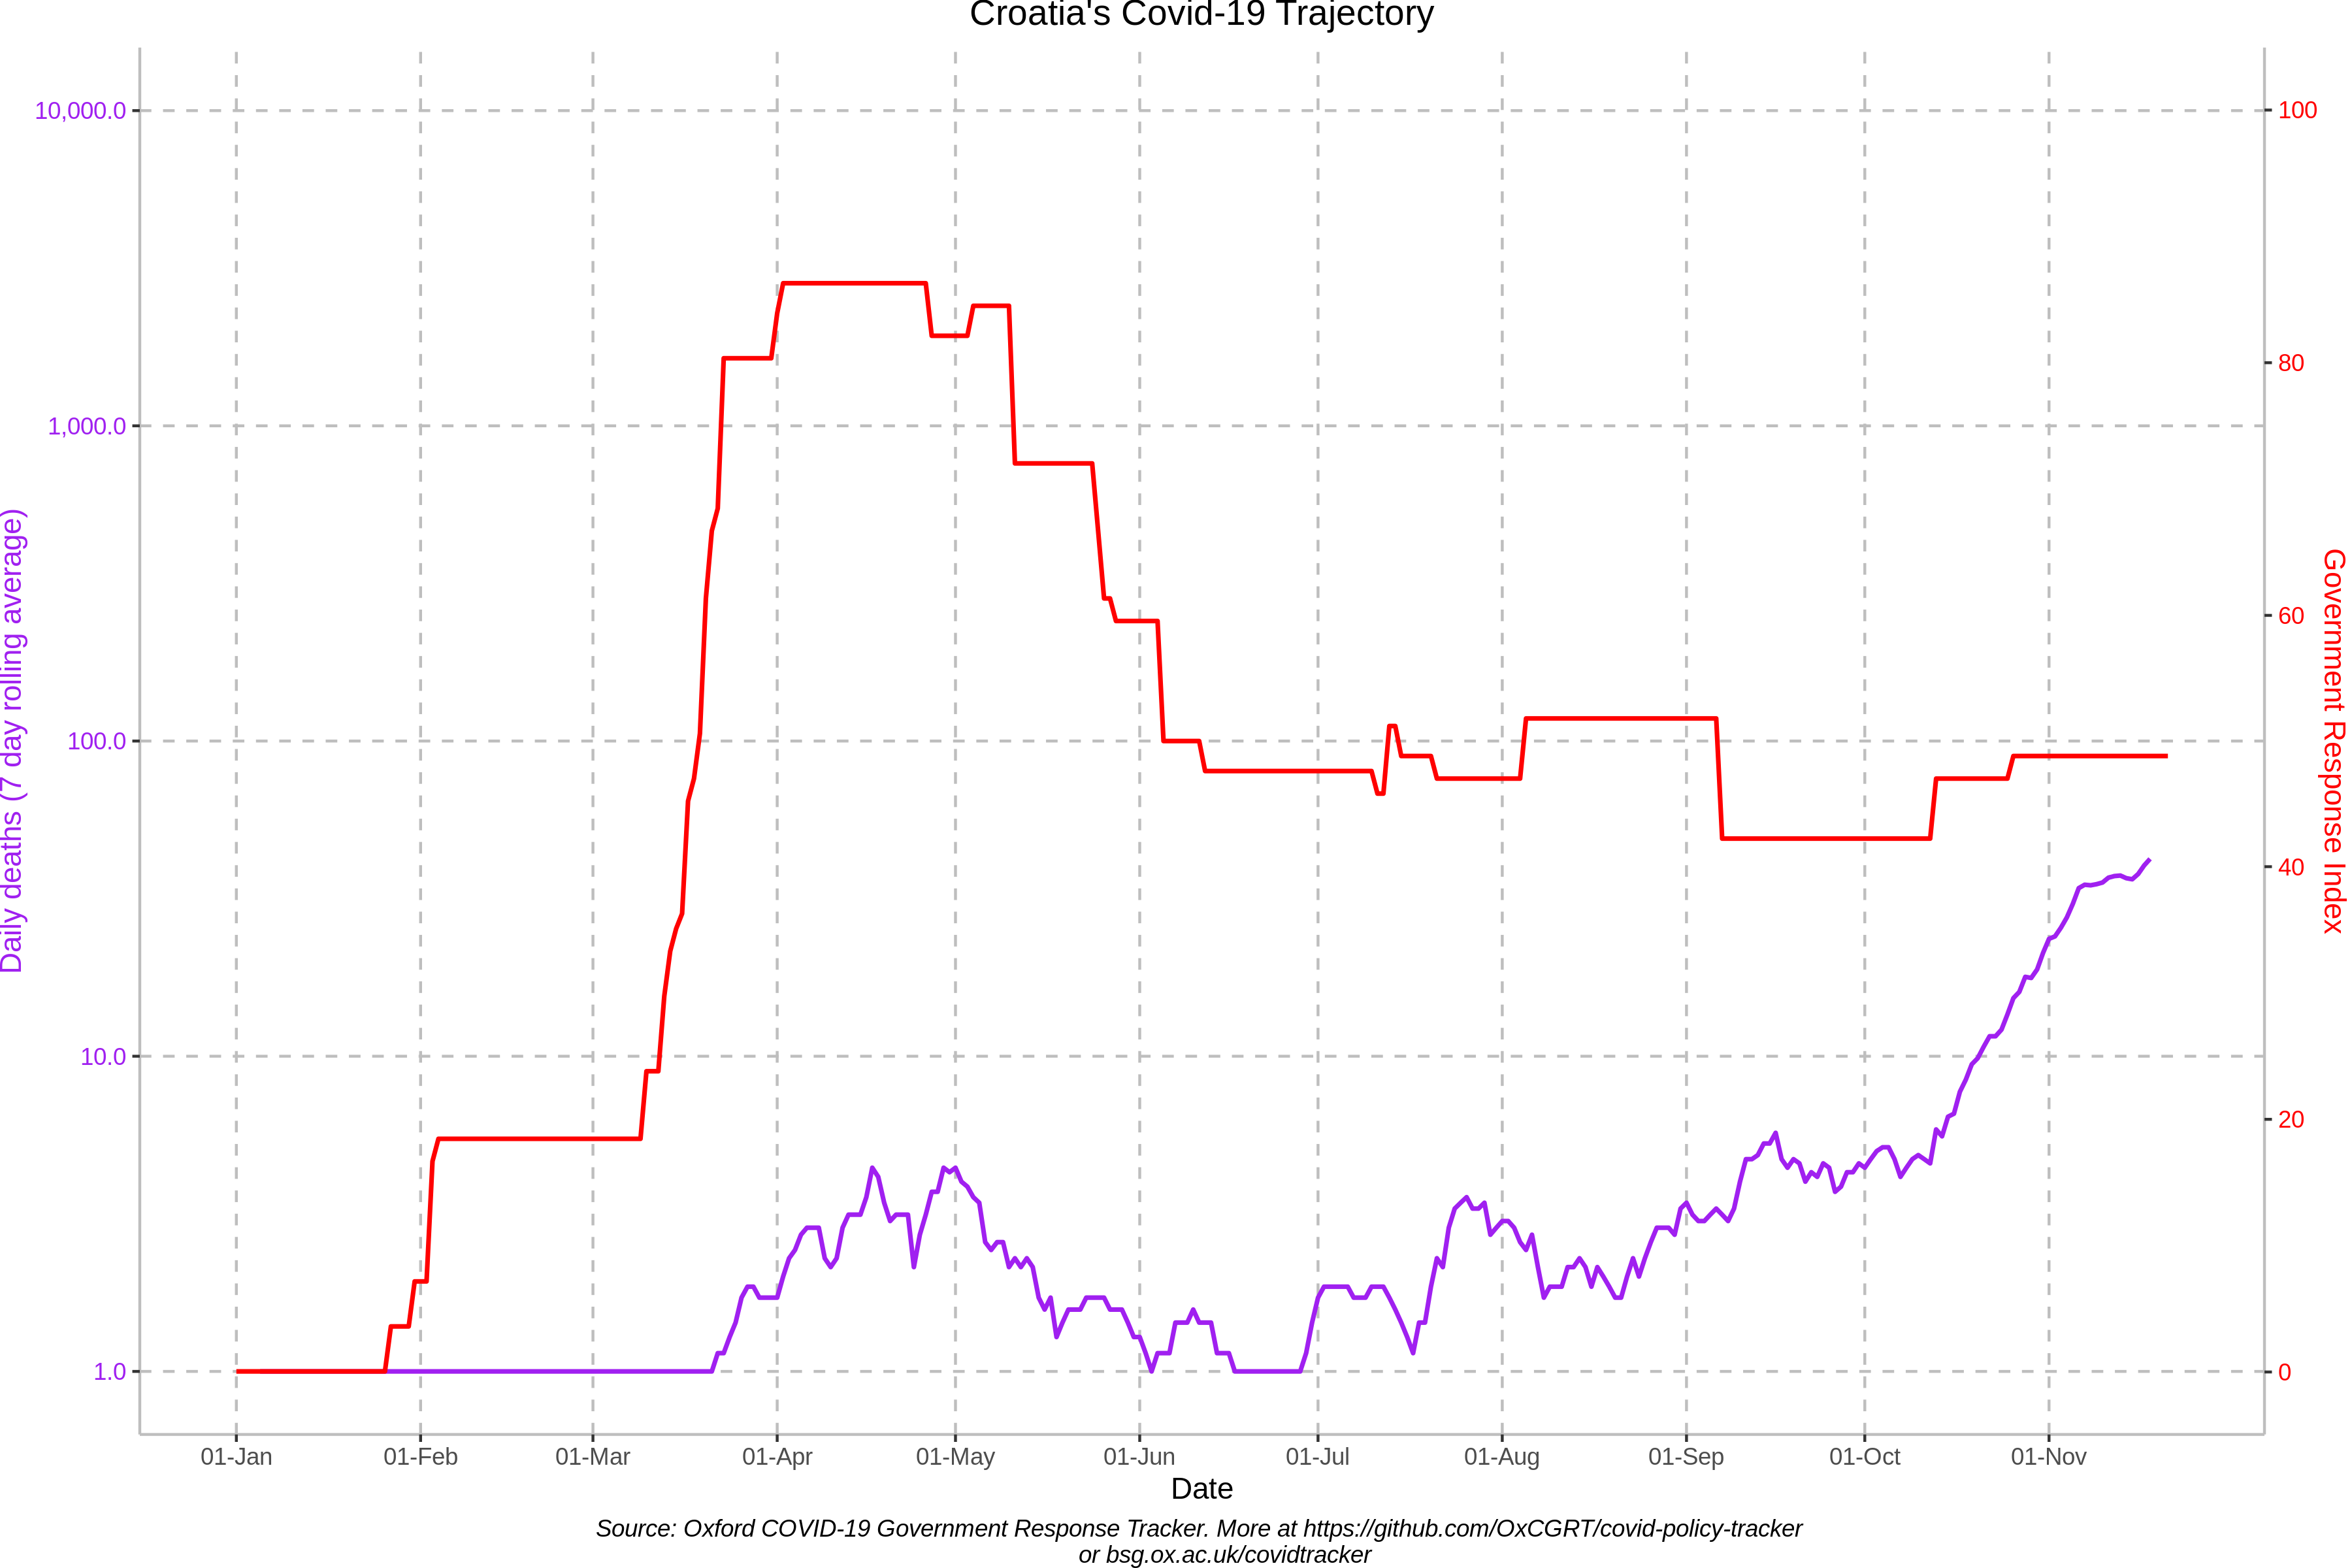 Croatia's Covid-19 Trajectory
10,000.0
1,000.0
100.0
10.0
1.0
Daily deaths (7 day rolling average)
100
80
60
40
20
0
Government Response Index
01-Jan 01-Feb 01-Mar 01-Apr 01-May 01-Jun 01-Jul 01-Aug 01-Sep 01-Oct 01-Nov
Date
Source: Oxford COVID-19 Government Response Tracker. More at https://github.com/OxCGRT/covid-policy-tracker
or bsg.ox.ac.uk/covidtracker